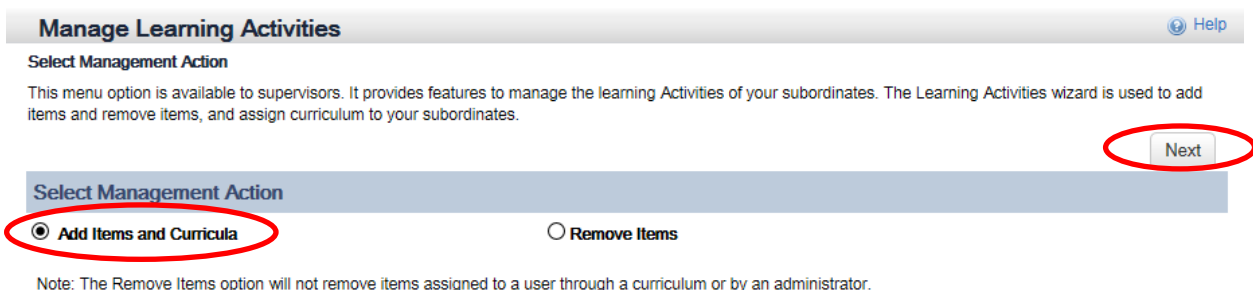 Manage Learning Activities
Help
Select Management Action
This menu option is available to supervisors. It provides features to manage the learning Activities of your subordinates. The Learning Activities wizard is used to add
items and remove items, and assign curriculum to your subordinates.
Next
Select Management Action
Add Items and Curricula
Remove Items
Note: The Remove Items option will not remove items assigned to a user through a curriculum or by an administrator.